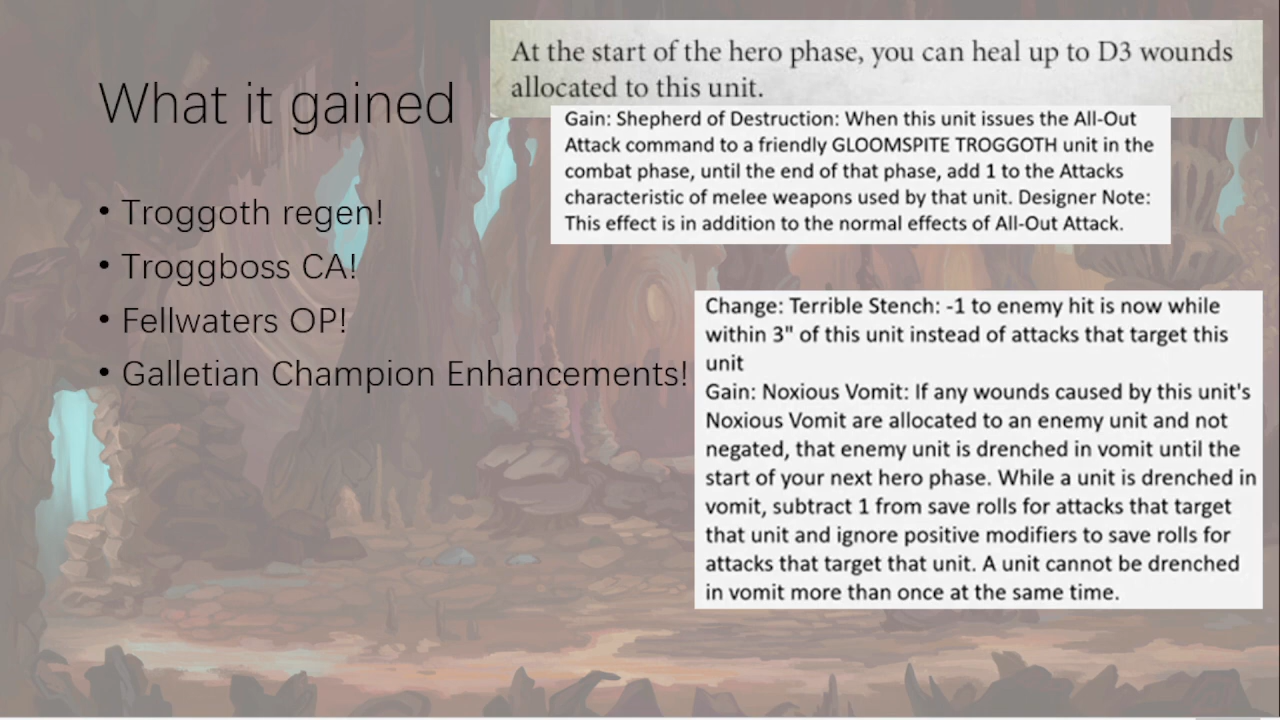 What it gained
• Troggoth regen!
• Troggboss CA!
• Fellwaters OP!
• Galletian Champion Enhancements!
At the start of the hero phase, you can heal up to D3 wounds
allocated to this unit.
Gain: Shepherd of Destruction: When this unit issues the All-Out
Attack command to a friendly GLOOMSPITE TROGGOTH unit in the
combat phase, until the end of that phase, add 1 to the Attacks
characteristic of melee weapons used by that unit. Designer Note:
This effect is in addition to the normal effects of All-Out Attack.
Change: Terrible Stench: -1 to enemy hit is now while
within 3" of this unit instead of attacks that target this
unit
Gain: Noxious Vomit: If any wounds caused by this unit's
Noxious Vomit are allocated to an enemy unit and not
negated, that enemy unit is drenched in vomit until the
start of your next hero phase. While a unit is drenched in
vomit, subtract 1 from save rolls for attacks that target
that unit and ignore positive modifiers to save rolls for
attacks that target that unit. A unit cannot be drenched
in vomit more than once at the same time.